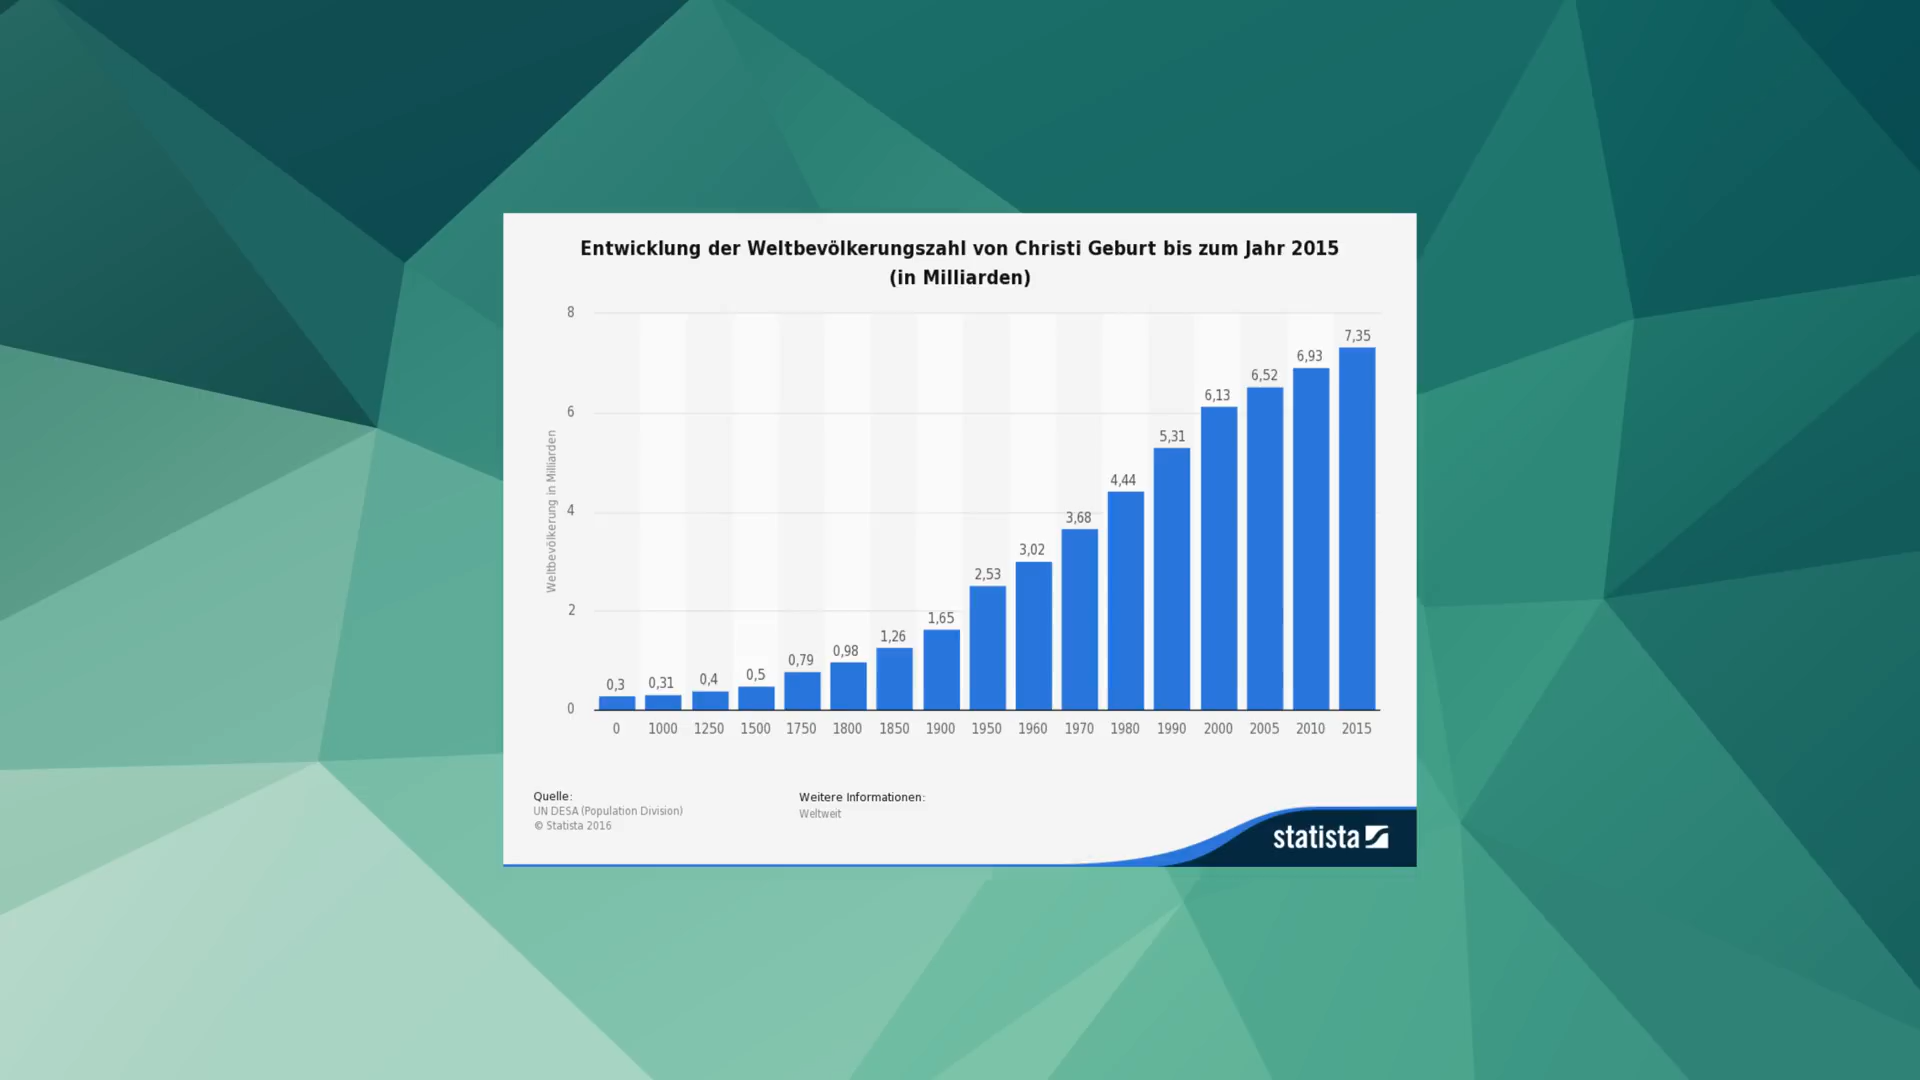 Entwicklung der Weltbevölkerungszahl von Christi Geburt bis zum Jahr 2015
(in Milliarden)
Weltbevölkerung in Milliarden
8
6
4
2
0
0,3
0,31
0,4
0,5
0,79
0,98
1,26
1,65
2,53
3,02
3,68
4,44
5,31
6,13
6,52
6,93
7,35
0 1000 1250 1500 1750 1800 1850 1900 1950 1960 1970 1980 1990 2000 2005 2010 2015
Quelle:
UN DESA (Population Division)
© Statista 2016
Weitere Informationen:
Weltweit
statista